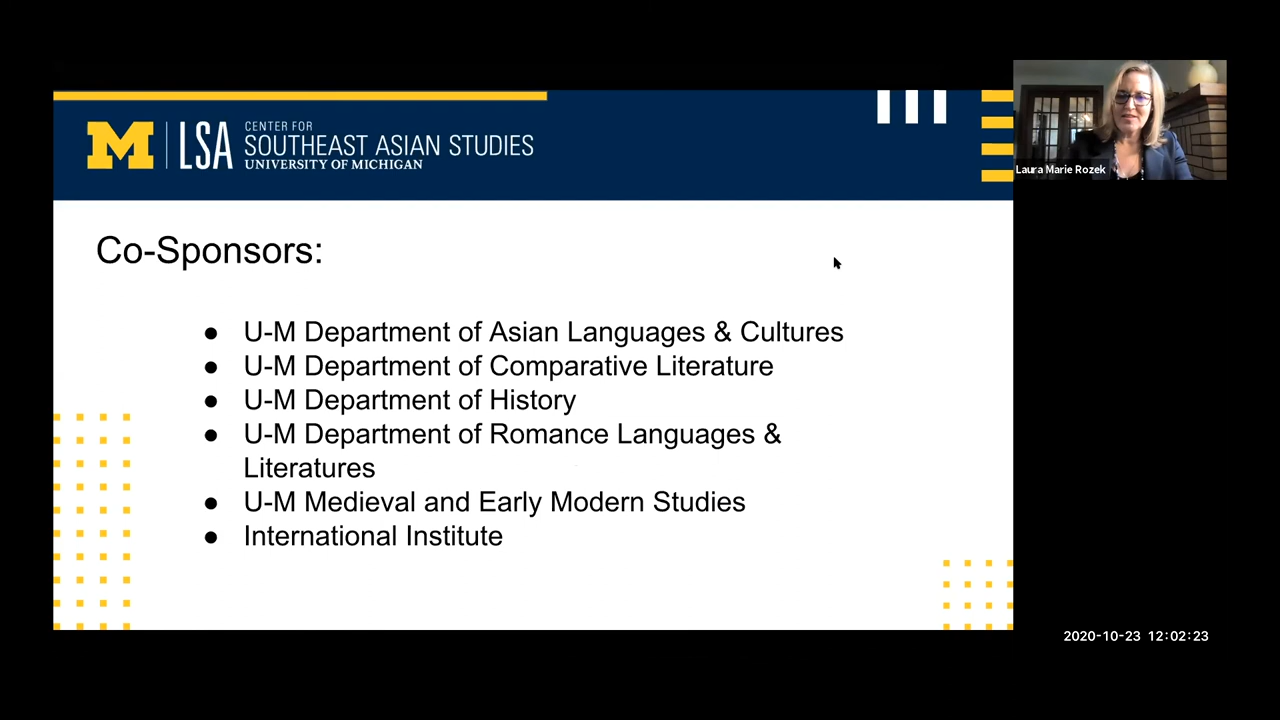 M LSA CENTER FOR
SOUTHEAST ASIAN STUDIES
UNIVERSITY OF MICHIGAN
Laura Marie Rozek
Co-Sponsors:
● U-M Department of Asian Languages & Cultures
● U-M Department of Comparative Literature
● U-M Department of History
● U-M Department of Romance Languages &
Literatures
● U-M Medieval and Early Modern Studies
● International Institute
2020-10-23 12:02:23